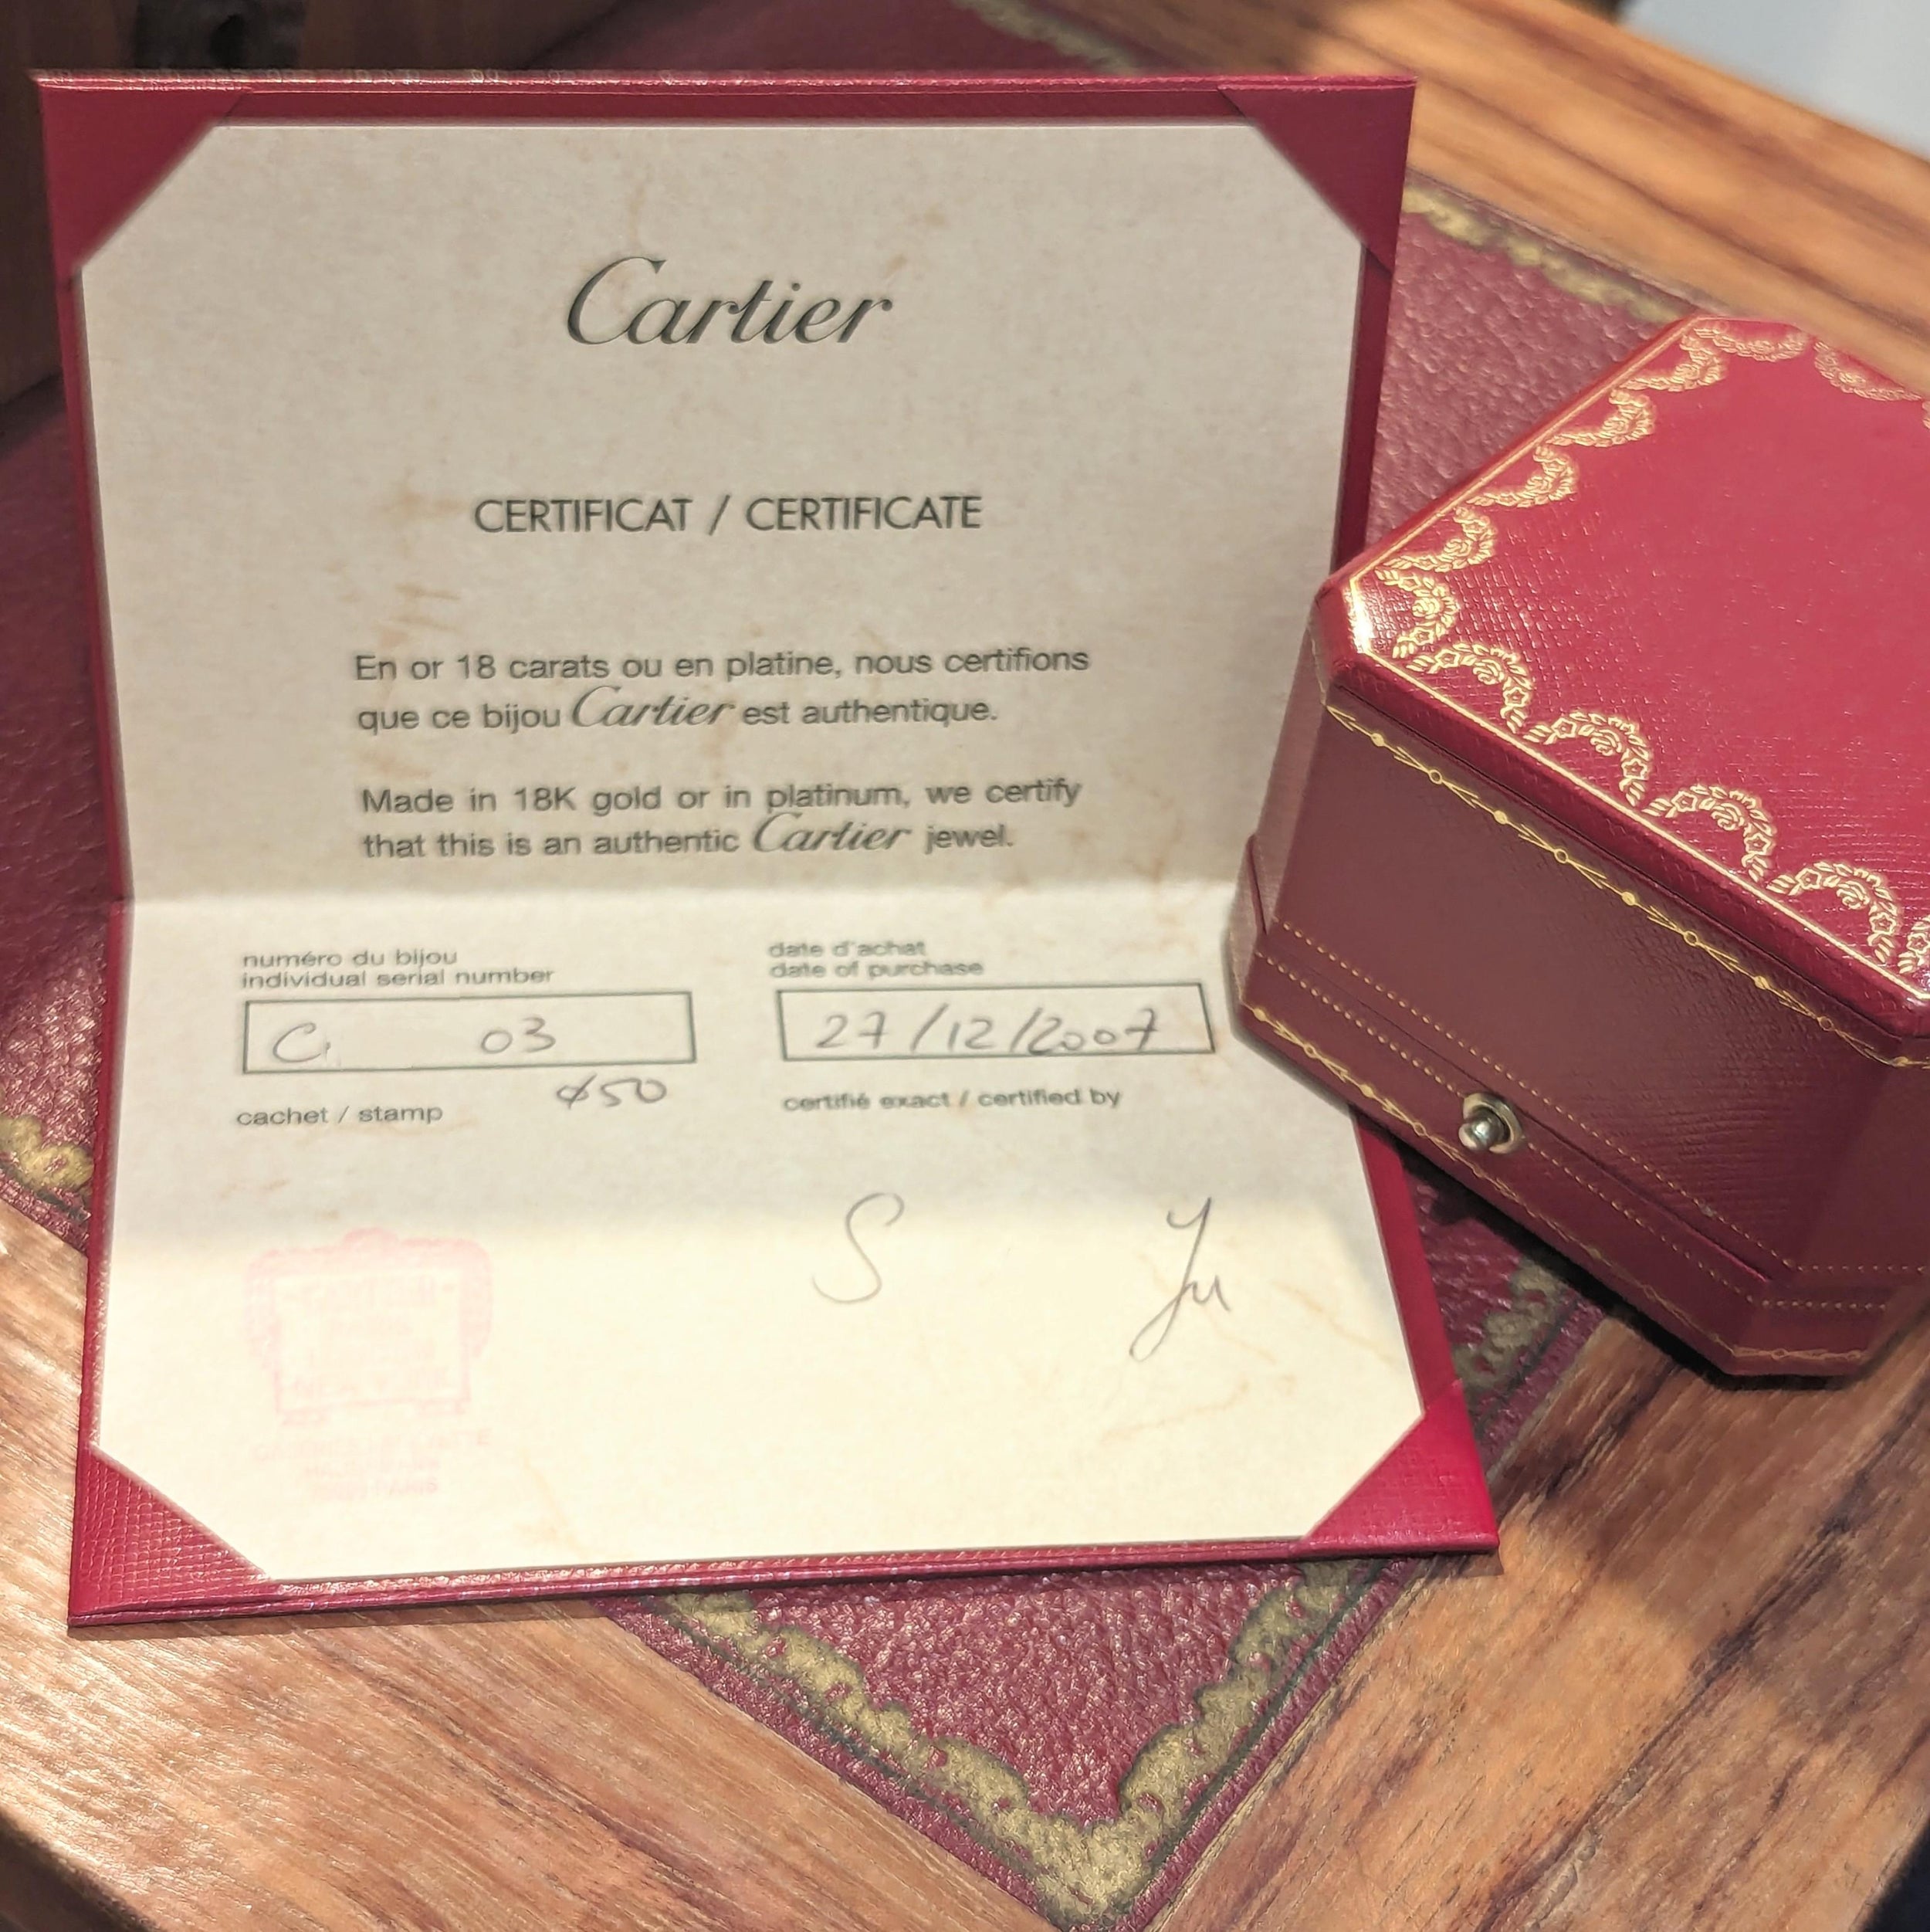 Cartier
CERTIFICAT / CERTIFICATE
En or 18 carats ou en platine, nous certifions
que ce bijou Cartier est authentique.
Made in 18K gold or in platinum, we certify
that this is an authentic Cartier jewel.
numéro du bijou
individual serial number
C 03
ø50
cachet / stamp
date d'achat
date of purchase
27/12/2007
certifié exact / certified by
PARIS